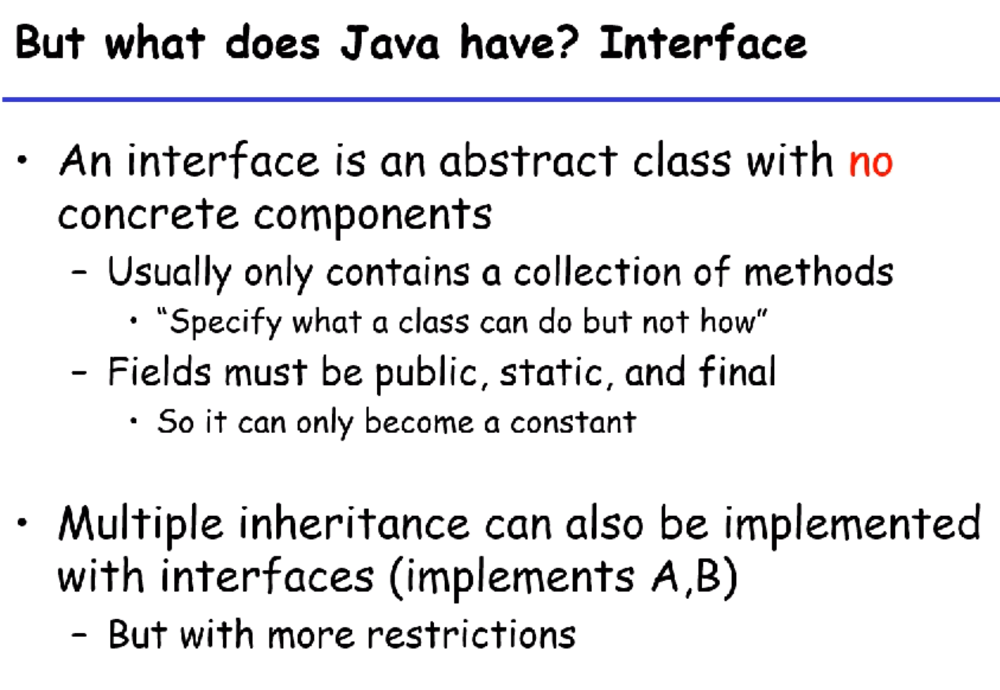 But what does Java have? Interface
• An interface is an abstract class with no
concrete components
– Usually only contains a collection of methods
• “Specify what a class can do but not how”
– Fields must be public, static, and final
• So it can only become a constant
• Multiple inheritance can also be implemented
with interfaces (implements A,B)
– But with more restrictions